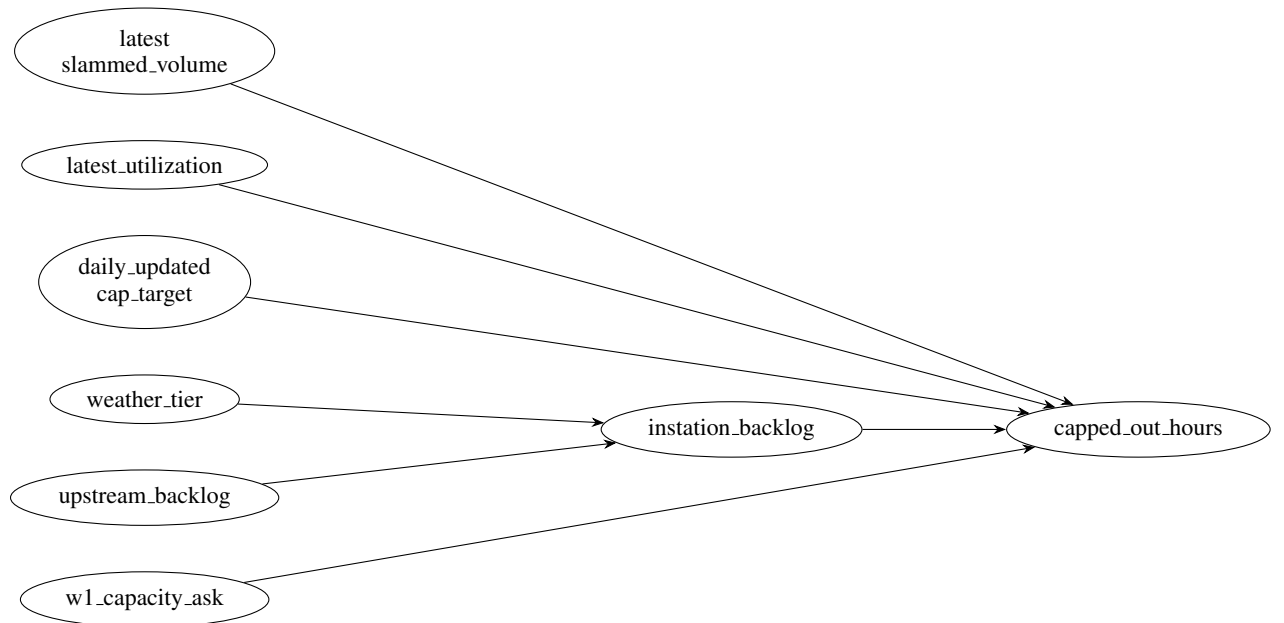 latest
slammed_volume
latest_utilization
daily_updated
cap_target
weather_tier
instation_backlog
capped_out_hours
upstream_backlog
w1_capacity_ask